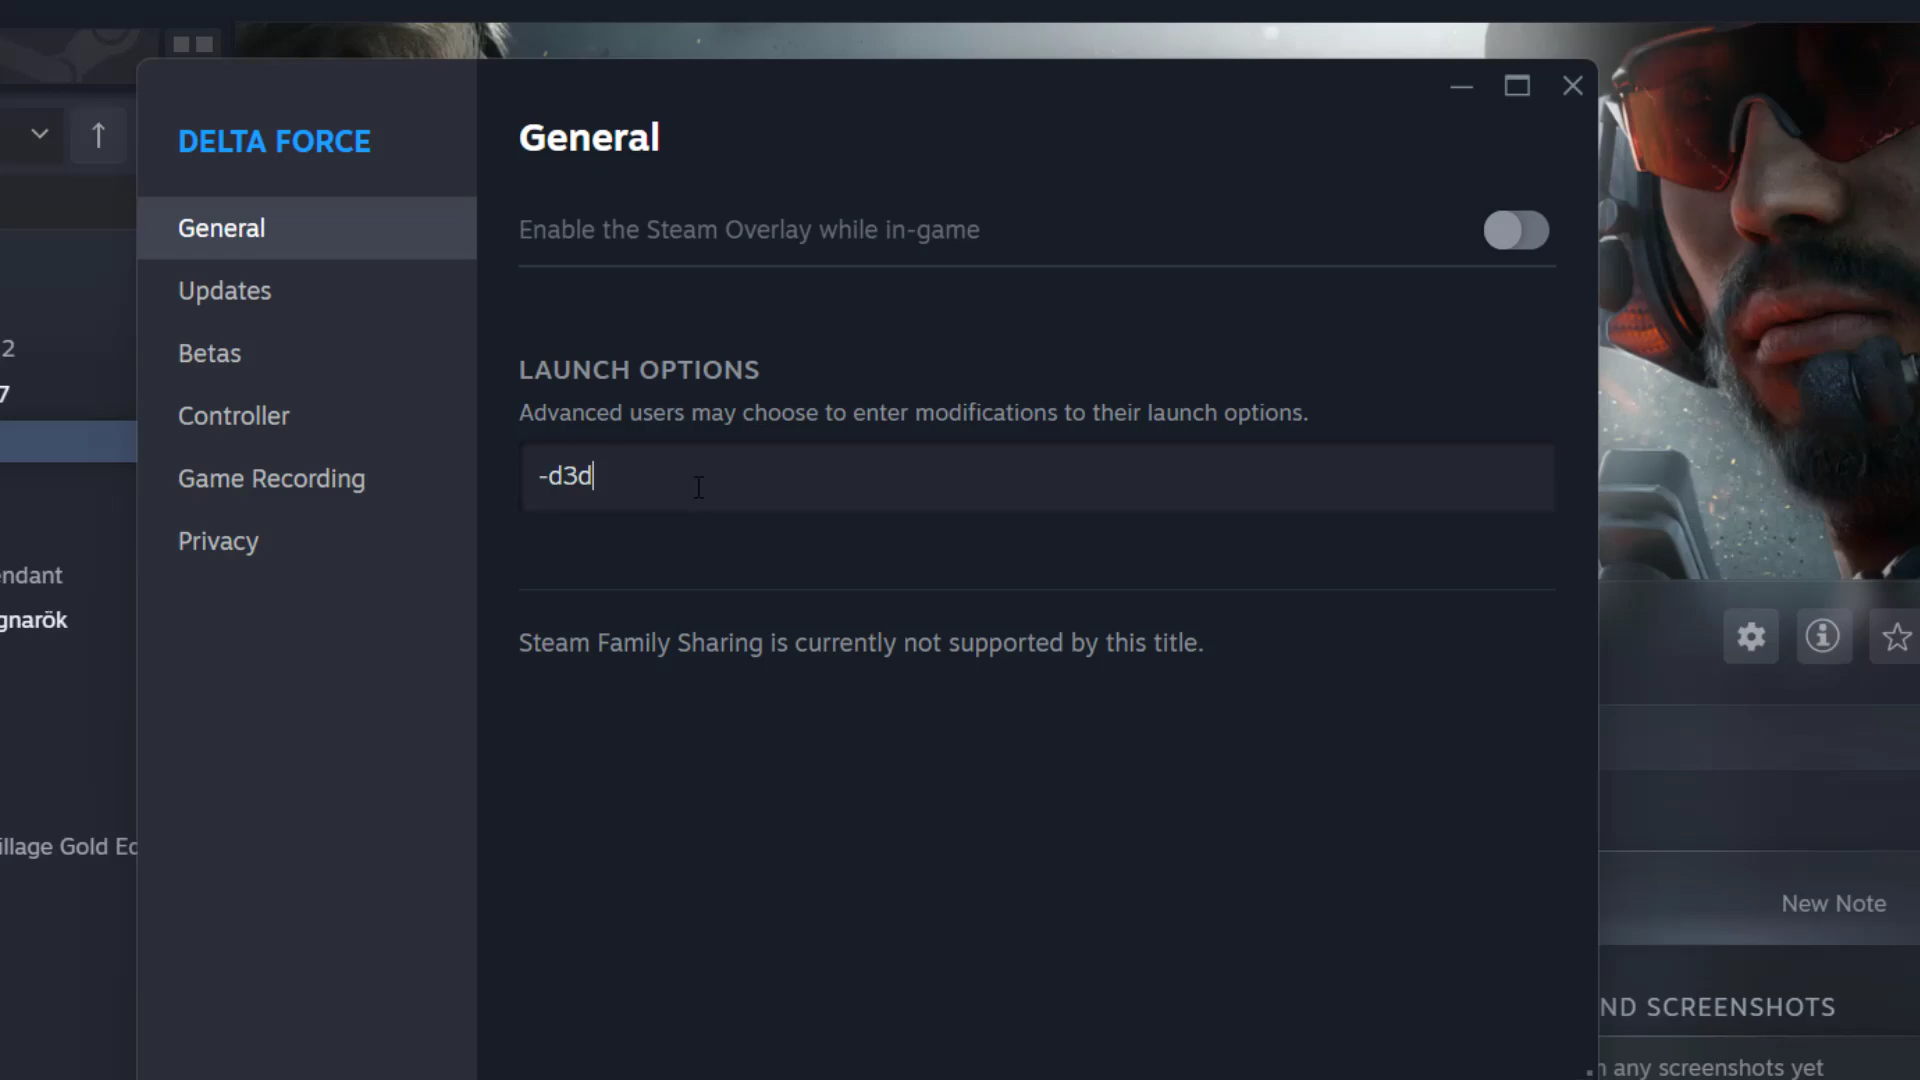 DELTA FORCE
General
Updates
Betas
Controller
Game Recording
Privacy
General
Enable the Steam Overlay while in-game
LAUNCH OPTIONS
Advanced users may choose to enter modifications to their launch options.
-d3d
Steam Family Sharing is currently not supported by this title.
2
7
endant
gnarök
illage Gold Ed
New Note
ND SCREENSHOTS
n any screenshots yet